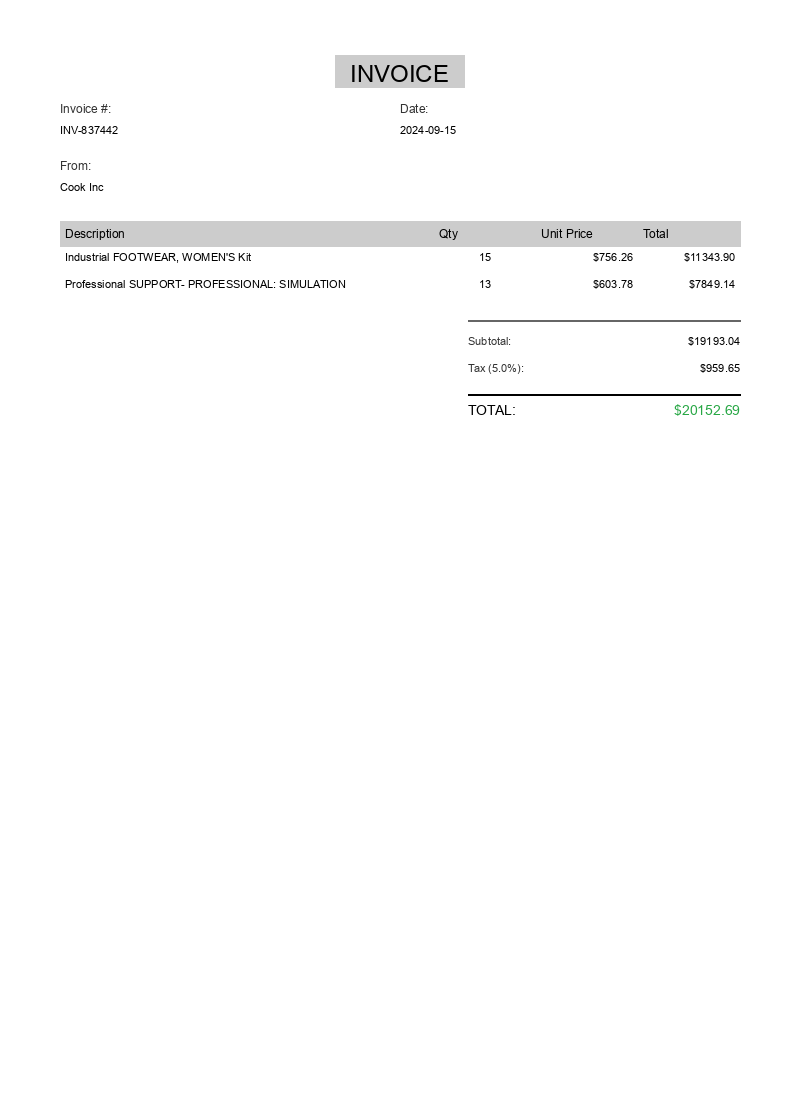 INVOICE
Invoice #: Date:
INV-837442 2024-09-15
From:
Cook Inc
Description Qty Unit Price Total
Industrial FOOTWEAR, WOMEN'S Kit 15 $756.26 $11343.90
Professional SUPPORT- PROFESSIONAL: SIMULATION 13 $603.78 $7849.14
Subtotal: $19193.04
Tax (5.0%): $959.65
TOTAL: $20152.69